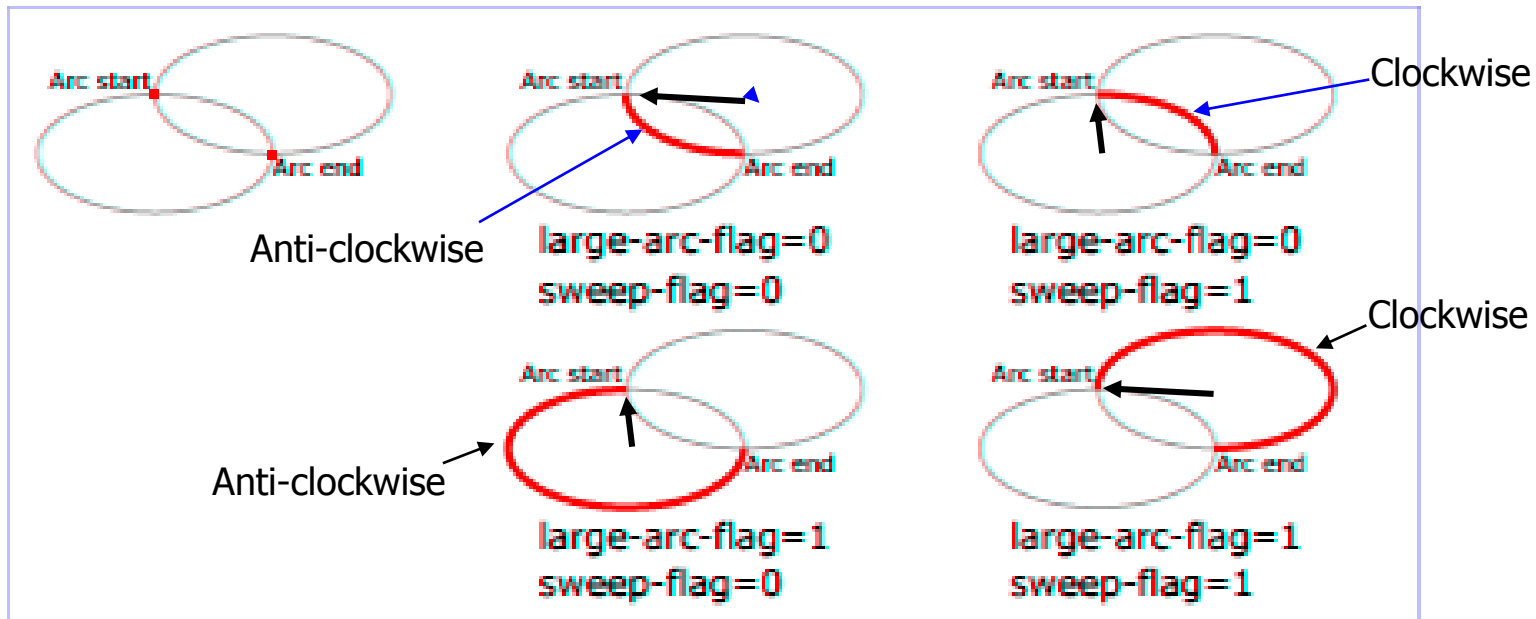 Arc start
Arc end
Arc start
Arc end
Anti-clockwise
large-arc-flag=0
sweep-flag=0
Arc start
Clockwise
Arc end
large-arc-flag=0
sweep-flag=1
Arc start
Arc end
Anti-clockwise
large-arc-flag=1
sweep-flag=0
Clockwise
Arc start
Arc end
large-arc-flag=1
sweep-flag=1